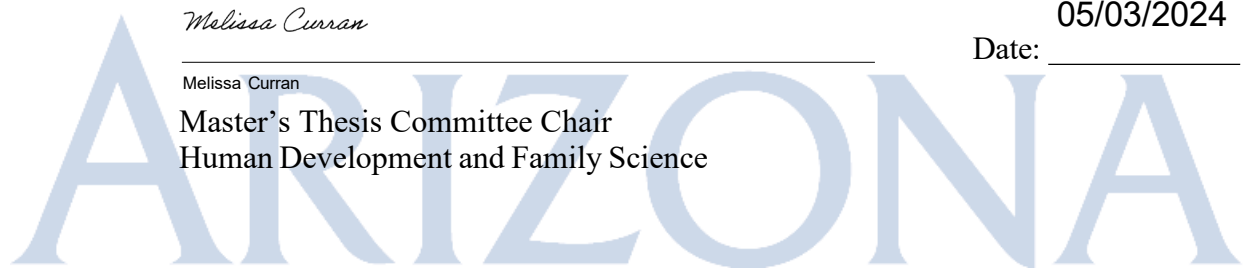 Melissa Curran
05/03/2024
Date:
Melissa Curran
Master's Thesis Committee Chair
Human Development and Family Science
ARIZONA